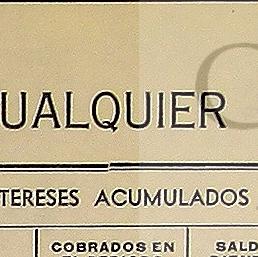 UALQUIER
TERESES ACUMULADOS
COBRADOS EN SALD